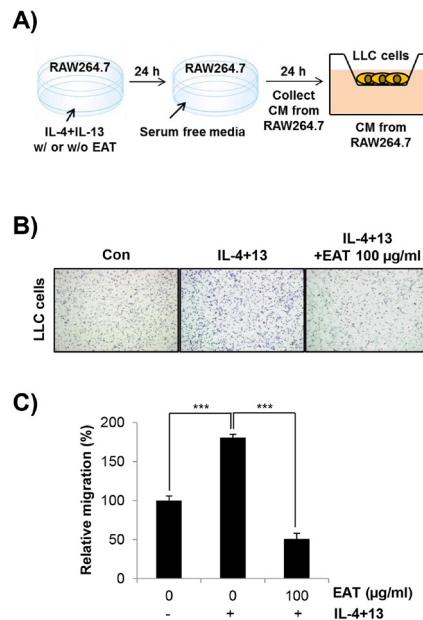 A)
RAW264.7
24 h
RAW264.7
24 h
LLC cells
IL-4+IL-13
w/ or w/o EAT
Serum free media
Collect
CM from
RAW264.7
CM from
RAW264.7
B)
Con
IL-4+13
IL-4+13
+EAT 100 µg/ml
LLC cells
C)
Relative migration (%)
200
150
100
50
0
***
***
0
0
100
EAT (µg/ml)
-
+
+
IL-4+13